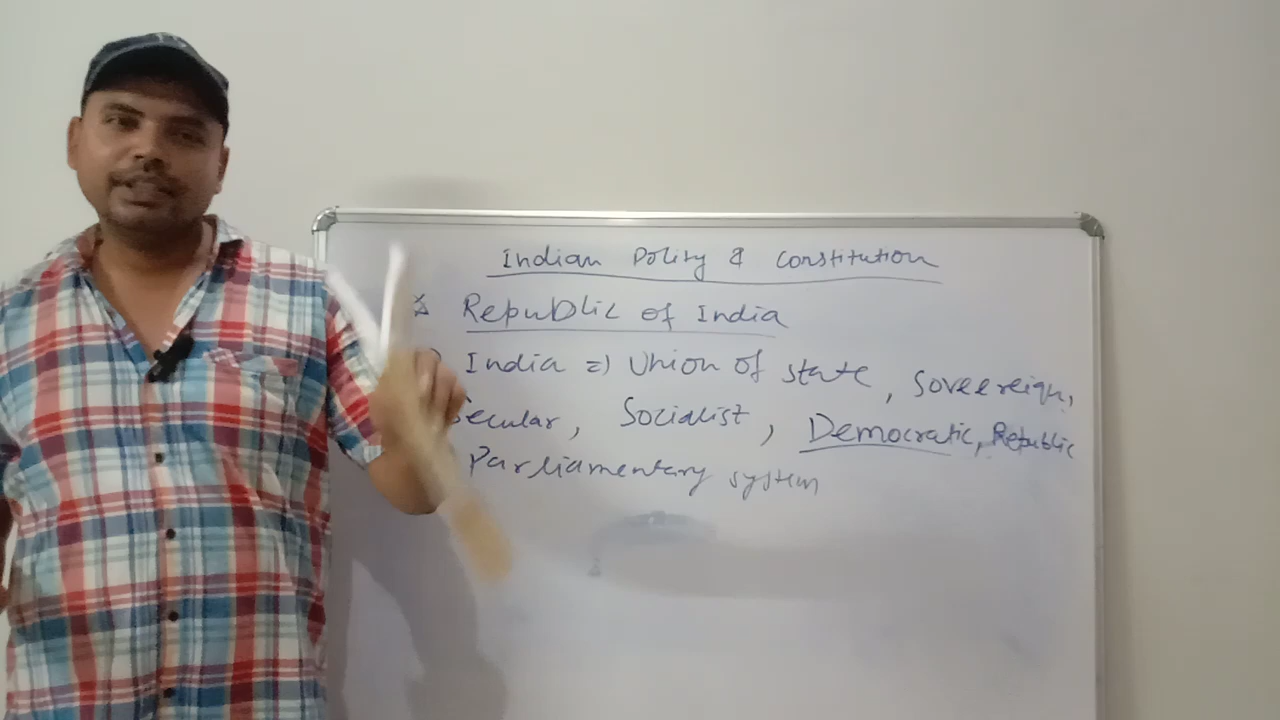 Indian Polity & Constitution
Republic of India
India => Union of state, Sovereign,
Secular, Socialist, Democratic, Republic
Parliamentary system